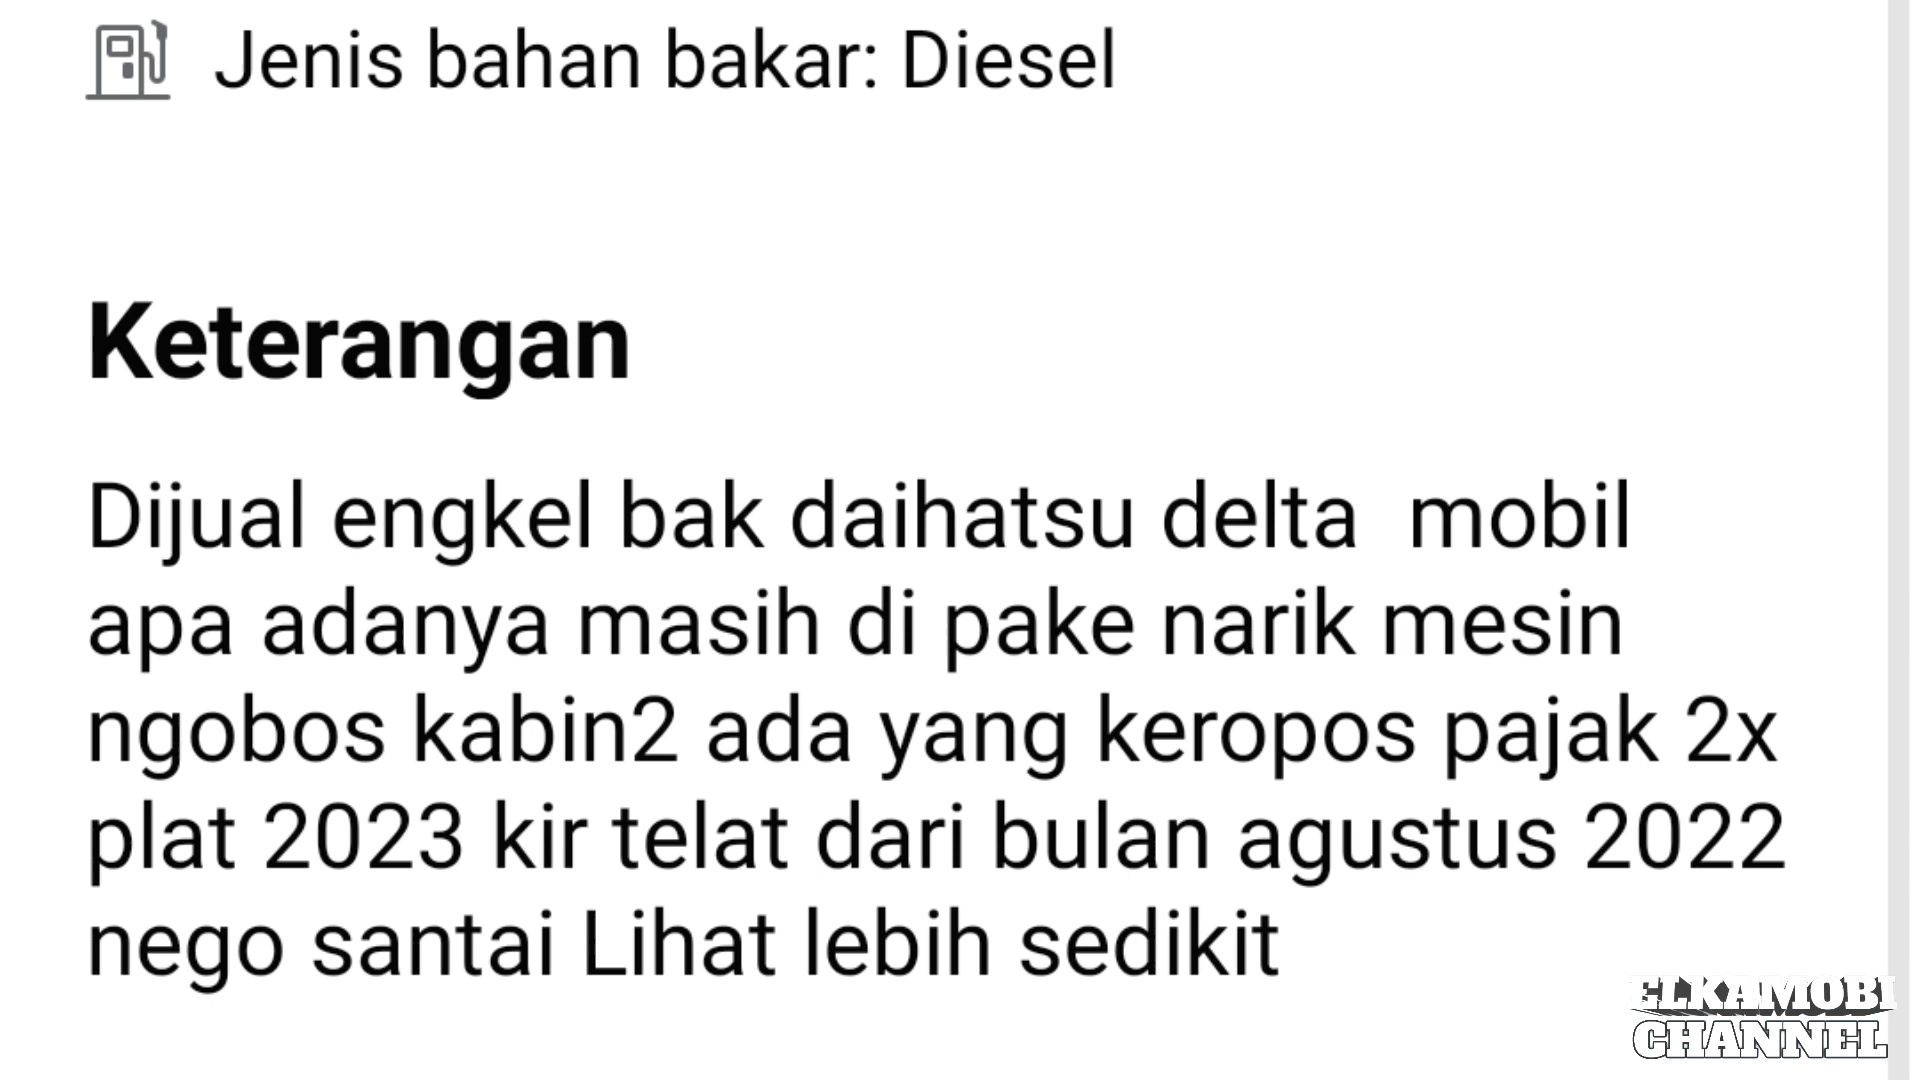 Jenis bahan bakar: Diesel
Keterangan
Dijual engkel bak daihatsu delta  mobil
apa adanya masih di pake narik mesin
ngobos kabin2 ada yang keropos pajak 2x
plat 2023 kir telat dari bulan agustus 2022
nego santai Lihat lebih sedikit
ELKAMOBI
CHANNEL